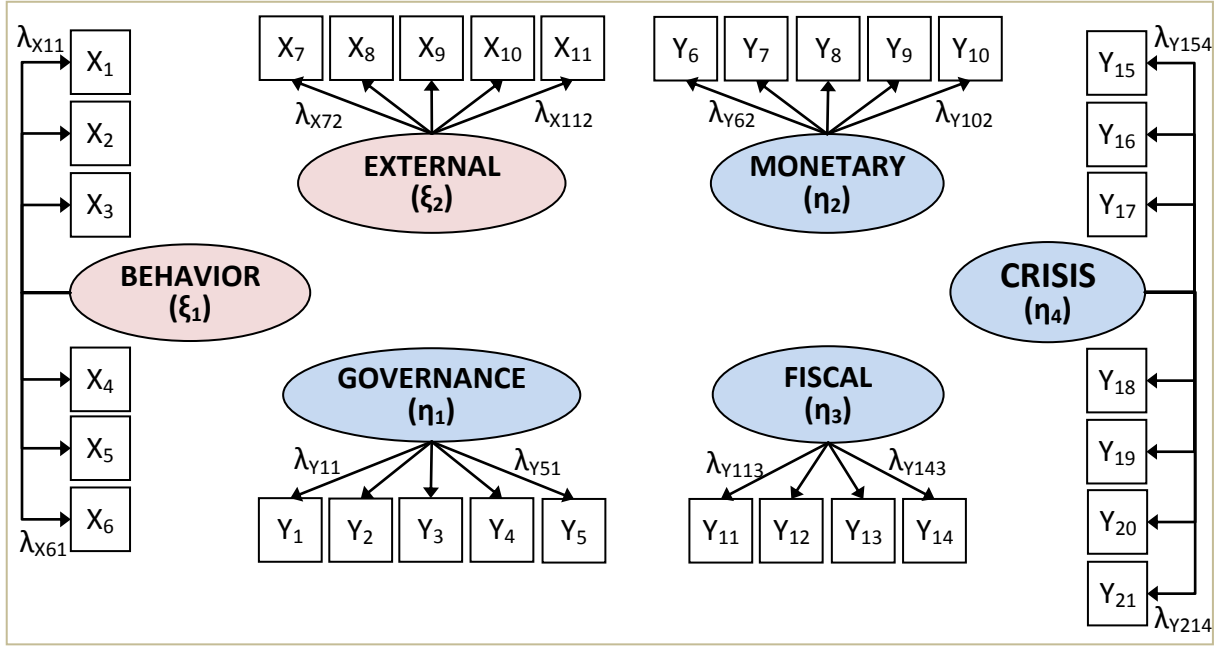 λX11
X1
X2
X3
BEHAVIOR
(ξ1)
X4
X5
X6
λX61
X7 X8 X9 X10 X11
λX72 λX112
EXTERNAL
(ξ2)
Y6 Y7 Y8 Y9 Y10
λY62 λY102
MONETARY
(η2)
GOVERNANCE
(η1)
λY11 λY51
Y1 Y2 Y3 Y4 Y5
FISCAL
(η3)
λY113 λY143
Y11 Y12 Y13 Y14
λY154
Y15
Y16
Y17
CRISIS
(η4)
Y18
Y19
Y20
Y21
λY214